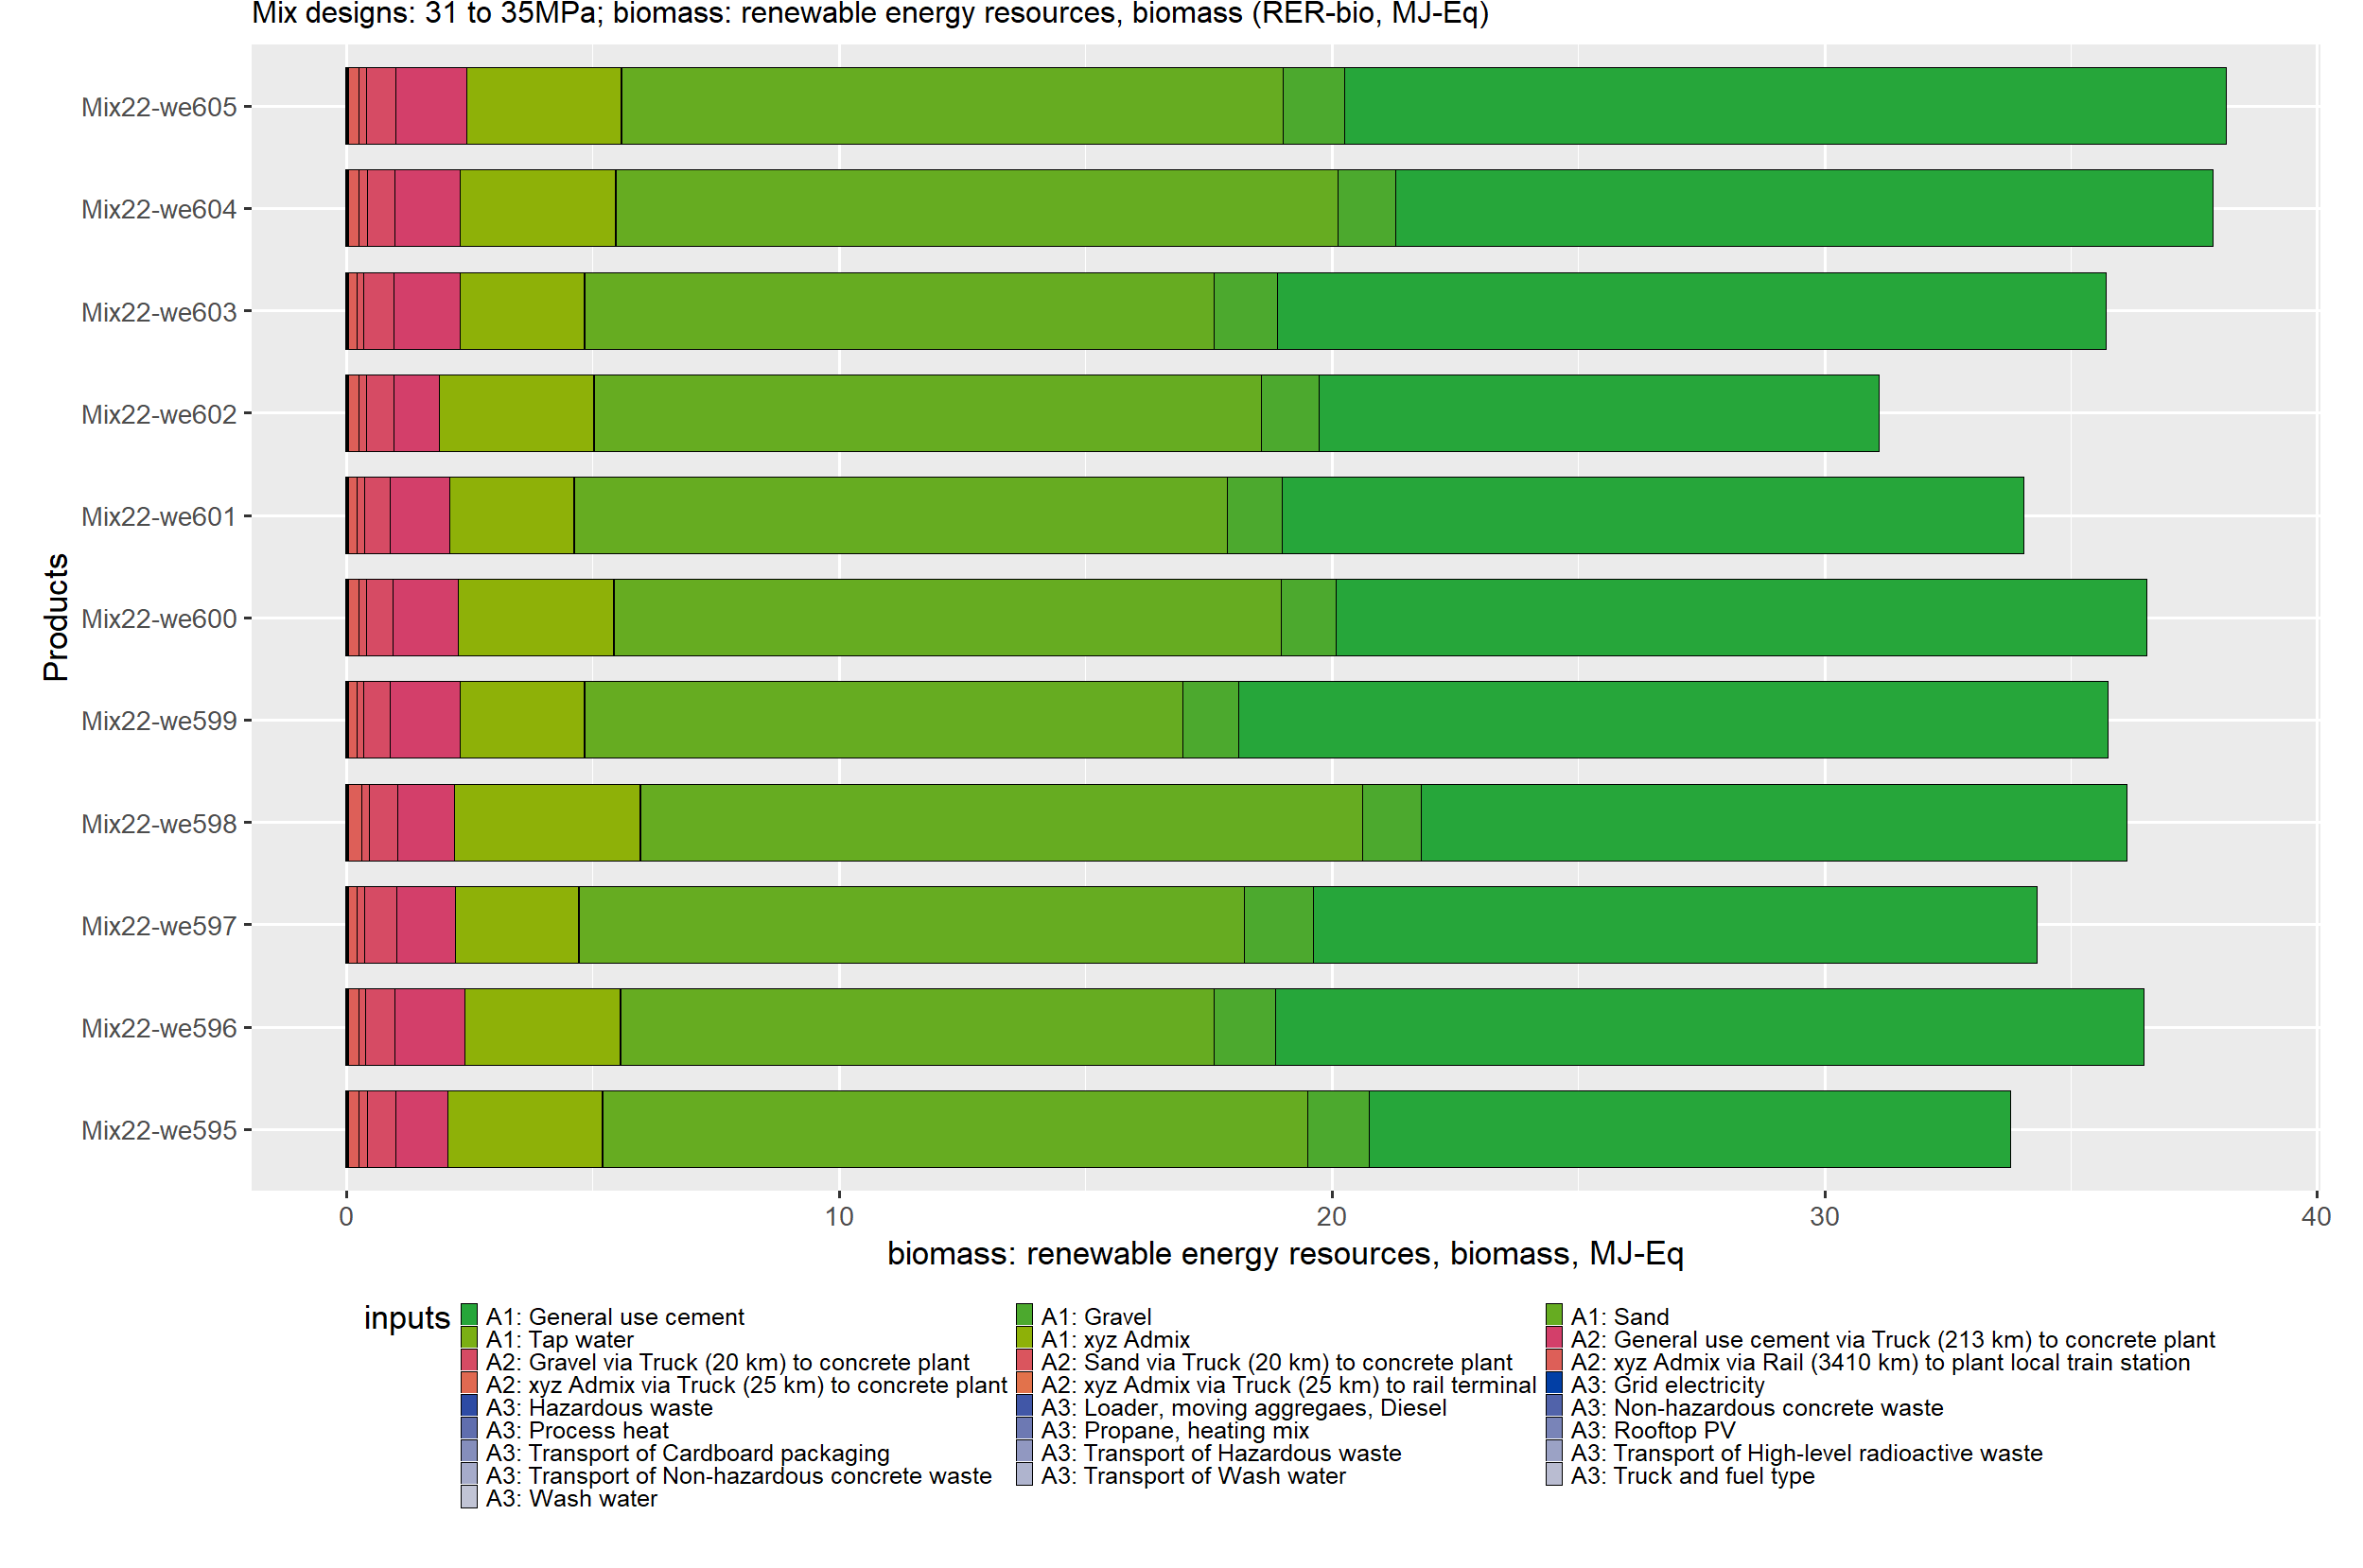 Mix designs: 31 to 35MPa; biomass: renewable energy resources, biomass (RER-bio, MJ-Eq)
Products
Mix22-we605
Mix22-we604
Mix22-we603
Mix22-we602
Mix22-we601
Mix22-we600
Mix22-we599
Mix22-we598
Mix22-we597
Mix22-we596
Mix22-we595
0 10 20 30 40
biomass: renewable energy resources, biomass, MJ-Eq
inputs
A1: General use cement A1: Gravel A1: Sand
A1: Tap water A1: xyz Admix A2: General use cement via Truck (213 km) to concrete plant
A2: Gravel via Truck (20 km) to concrete plant A2: Sand via Truck (20 km) to concrete plant A2: xyz Admix via Rail (3410 km) to plant local train station
A2: xyz Admix via Truck (25 km) to concrete plant A2: xyz Admix via Truck (25 km) to rail terminal A3: Grid electricity
A3: Hazardous waste A3: Loader, moving aggregaes, Diesel A3: Non-hazardous concrete waste
A3: Process heat A3: Propane, heating mix A3: Rooftop PV
A3: Transport of Cardboard packaging A3: Transport of Hazardous waste A3: Transport of High-level radioactive waste
A3: Transport of Non-hazardous concrete waste A3: Transport of Wash water A3: Truck and fuel type
A3: Wash water